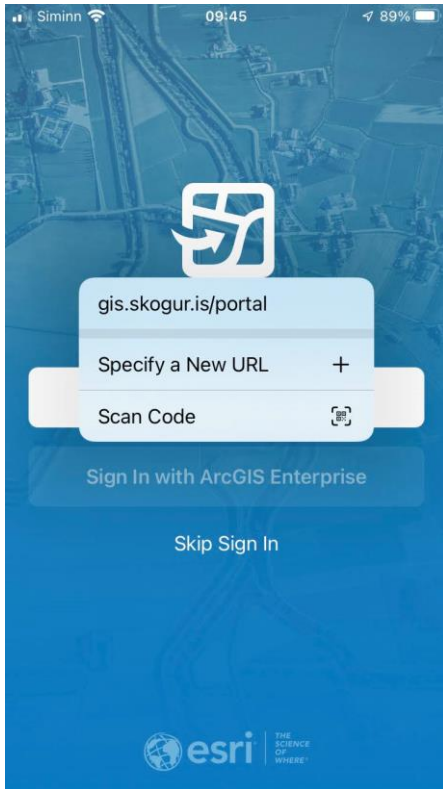 Siminn 09:45 89%
gis.skogur.is/portal
Specify a New URL +
Scan Code
Sign In with ArcGIS Enterprise
Skip Sign In
esri THE
SCIENCE
OF
WHERE®